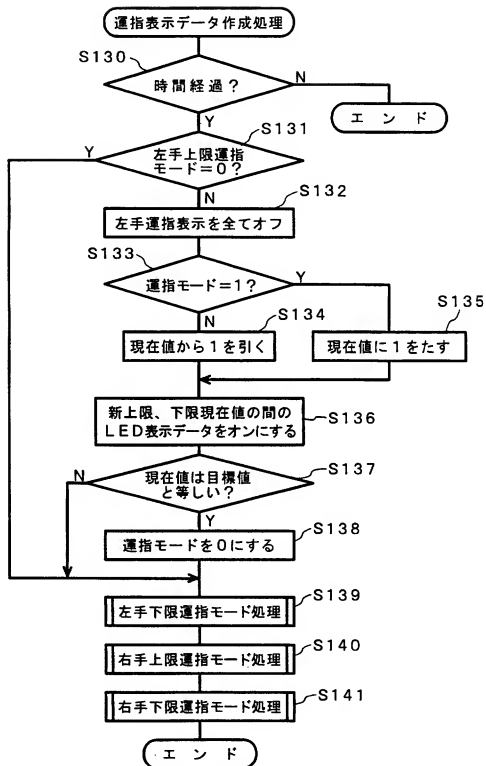 運指表示データ作成処理
S130
時間経過?
N
エンド
Y
S131
Y
左手上限運指
モード=0?
N
S132
左手運指表示を全てオフ
S133
運指モード=1?
Y
N
S134
S135
現在値から1を引く
現在値に1をたす
新上限、下限現在値の間の
LED表示データをオンにする
S136
N
現在値は目標値
と等しい?
S137
Y
S138
運指モードを0にする
左手下限運指モード処理
S139
右手上限運指モード処理
S140
右手下限運指モード処理
S141
エンド